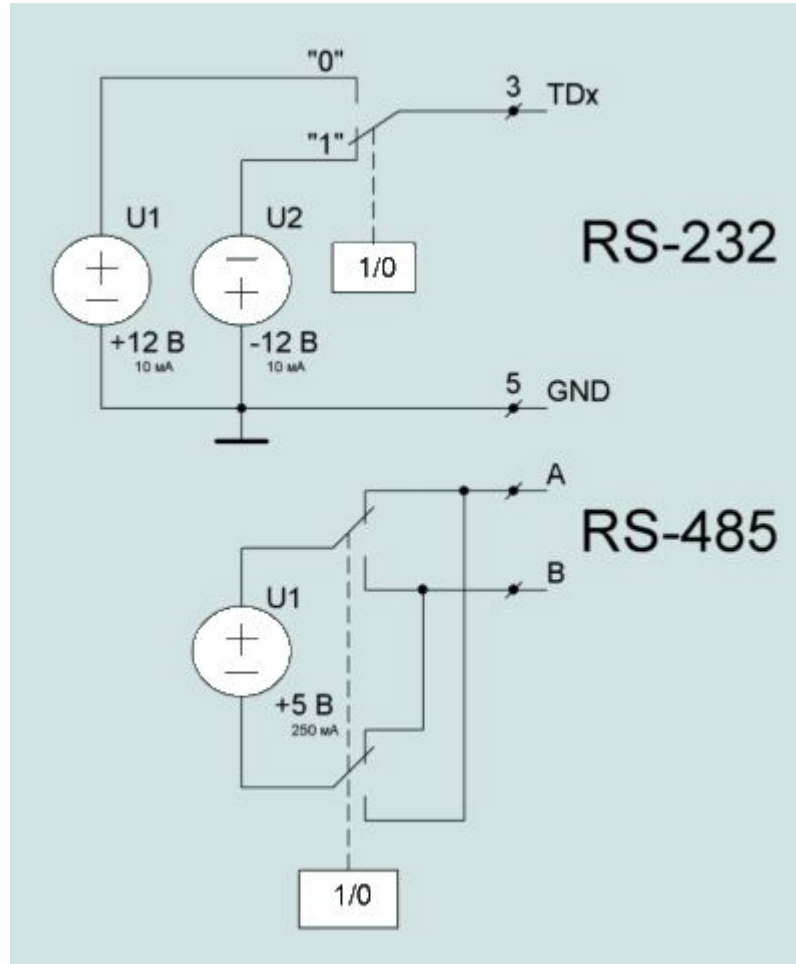 "0"
3 TDx
"1"
U1 U2
RS-232
+ − 1/0
− +
+12 В -12 В
10 мА 10 мА
5 GND
A
RS-485
B
U1
+
−
+5 В
250 мА
1/0